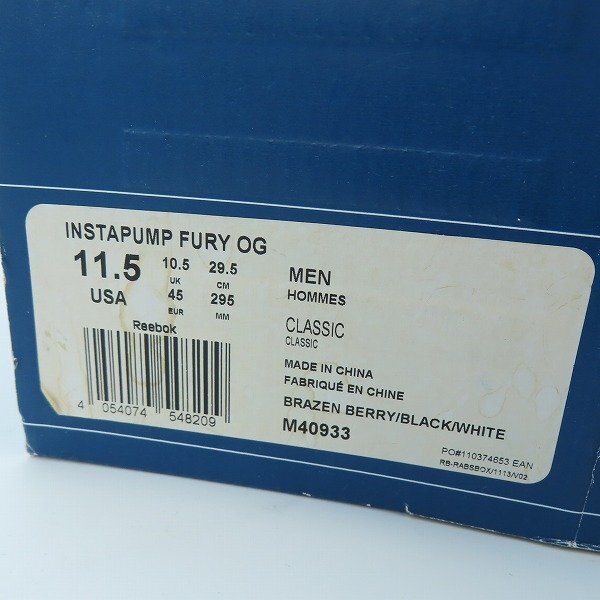 INSTAPUMP FURY OG
11.5 10.5 29.5
UK CM
USA 45 295
EUR MM
Reebok
4 054074 548209
MEN
HOMMES
CLASSIC
CLASSIC
MADE IN CHINA
FABRIQUÉ EN CHINE
BRAZEN BERRY/BLACK/WHITE
M40933
PO#110374653 EAN
RB-RABSBOX/1113/V02